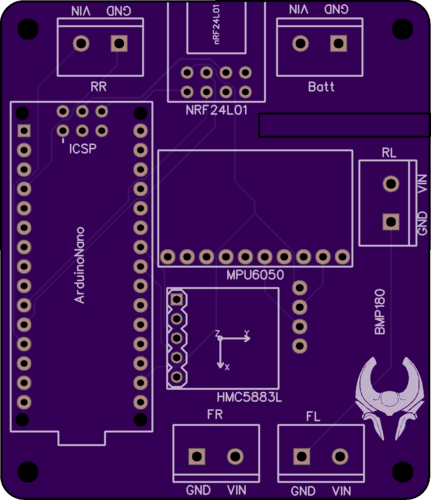 VIN GND
RR
nRF24L01
NRF24L01
VIN GND
Batt
ICSP
RL
VIN
GND
ArduinoNano
MPU6050
BMP180
Z Y
X
HMC5883L
FR
GND VIN
FL
GND VIN